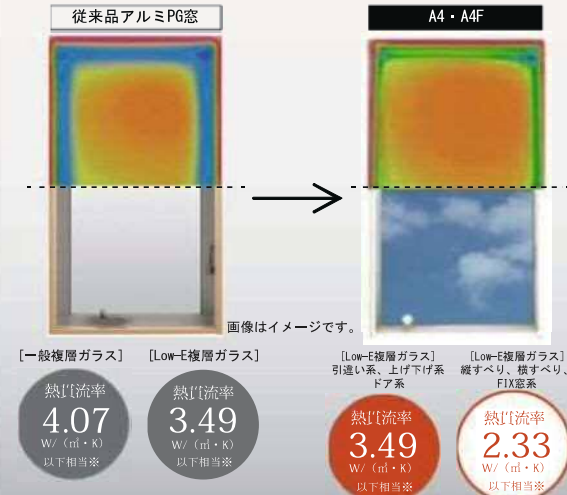 従来品アルミPG窓
A4・A4F
画像はイメージです。
[一般複層ガラス]
[Low-E複層ガラス]
[Low-E複層ガラス]
引違い系、上げ下げ系
ドア系
[Low-E複層ガラス]
縦すべり、横すべり、
FIX窓系
熱貫流率
4.07
W/(㎡・K)
以下相当※
熱貫流率
3.49
W/(㎡・K)
以下相当※
熱貫流率
3.49
W/(㎡・K)
以下相当※
熱貫流率
2.33
W/(㎡・K)
以下相当※